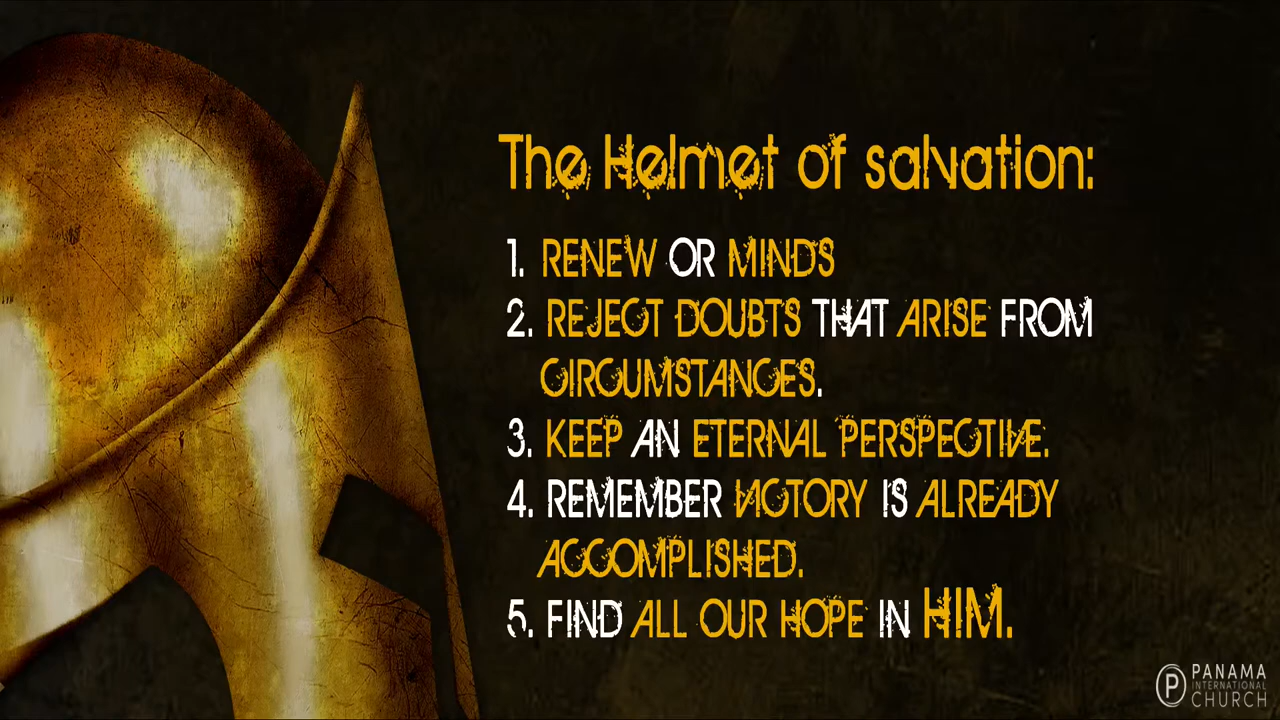 The Helmet of salvation:
1. RENEW OR MINDS
2. REJECT DOUBTS THAT ARISE FROM
CIRCUMSTANCES.
3. KEEP AN ETERNAL PERSPECTIVE.
4. REMEMBER VICTORY IS ALREADY
ACCOMPLISHED.
5. FIND ALL OUR HOPE IN HIM.
P PANAMA
INTERNATIONAL
CHURCH